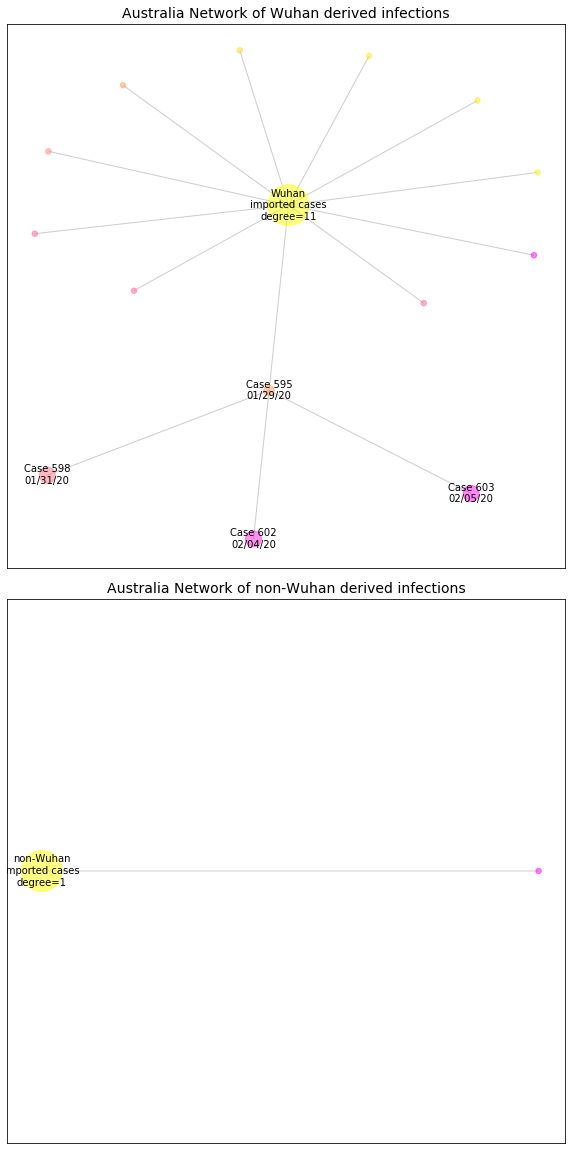 Australia Network of Wuhan derived infections
Wuhan
imported cases
degree=11
Case 595
01/29/20
Case 598
01/31/20
Case 603
02/05/20
Case 602
02/04/20
Australia Network of non-Wuhan derived infections
non-Wuhan
mported cases
degree=1